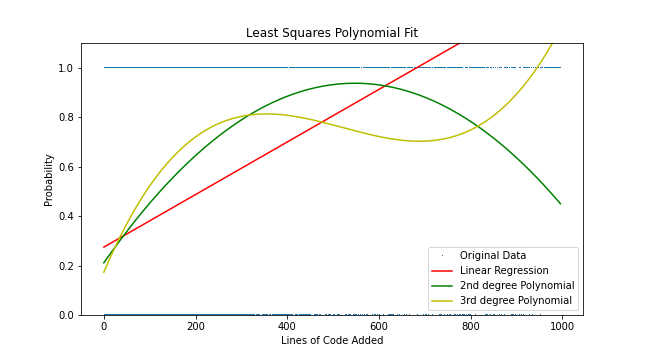 Least Squares Polynomial Fit
Probability
1.0
0.8
0.6
0.4
0.2
0.0
0
200
400
600
800
1000
Lines of Code Added
Original Data
Linear Regression
2nd degree Polynomial
3rd degree Polynomial